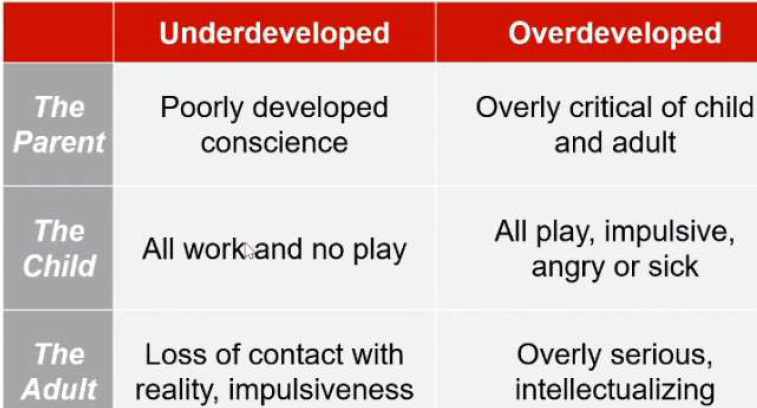 Underdeveloped Overdeveloped
The Parent Poorly developed conscience Overly critical of child and adult
The Child All work and no play All play, impulsive, angry or sick
The Adult Loss of contact with reality, impulsiveness Overly serious, intellectualizing